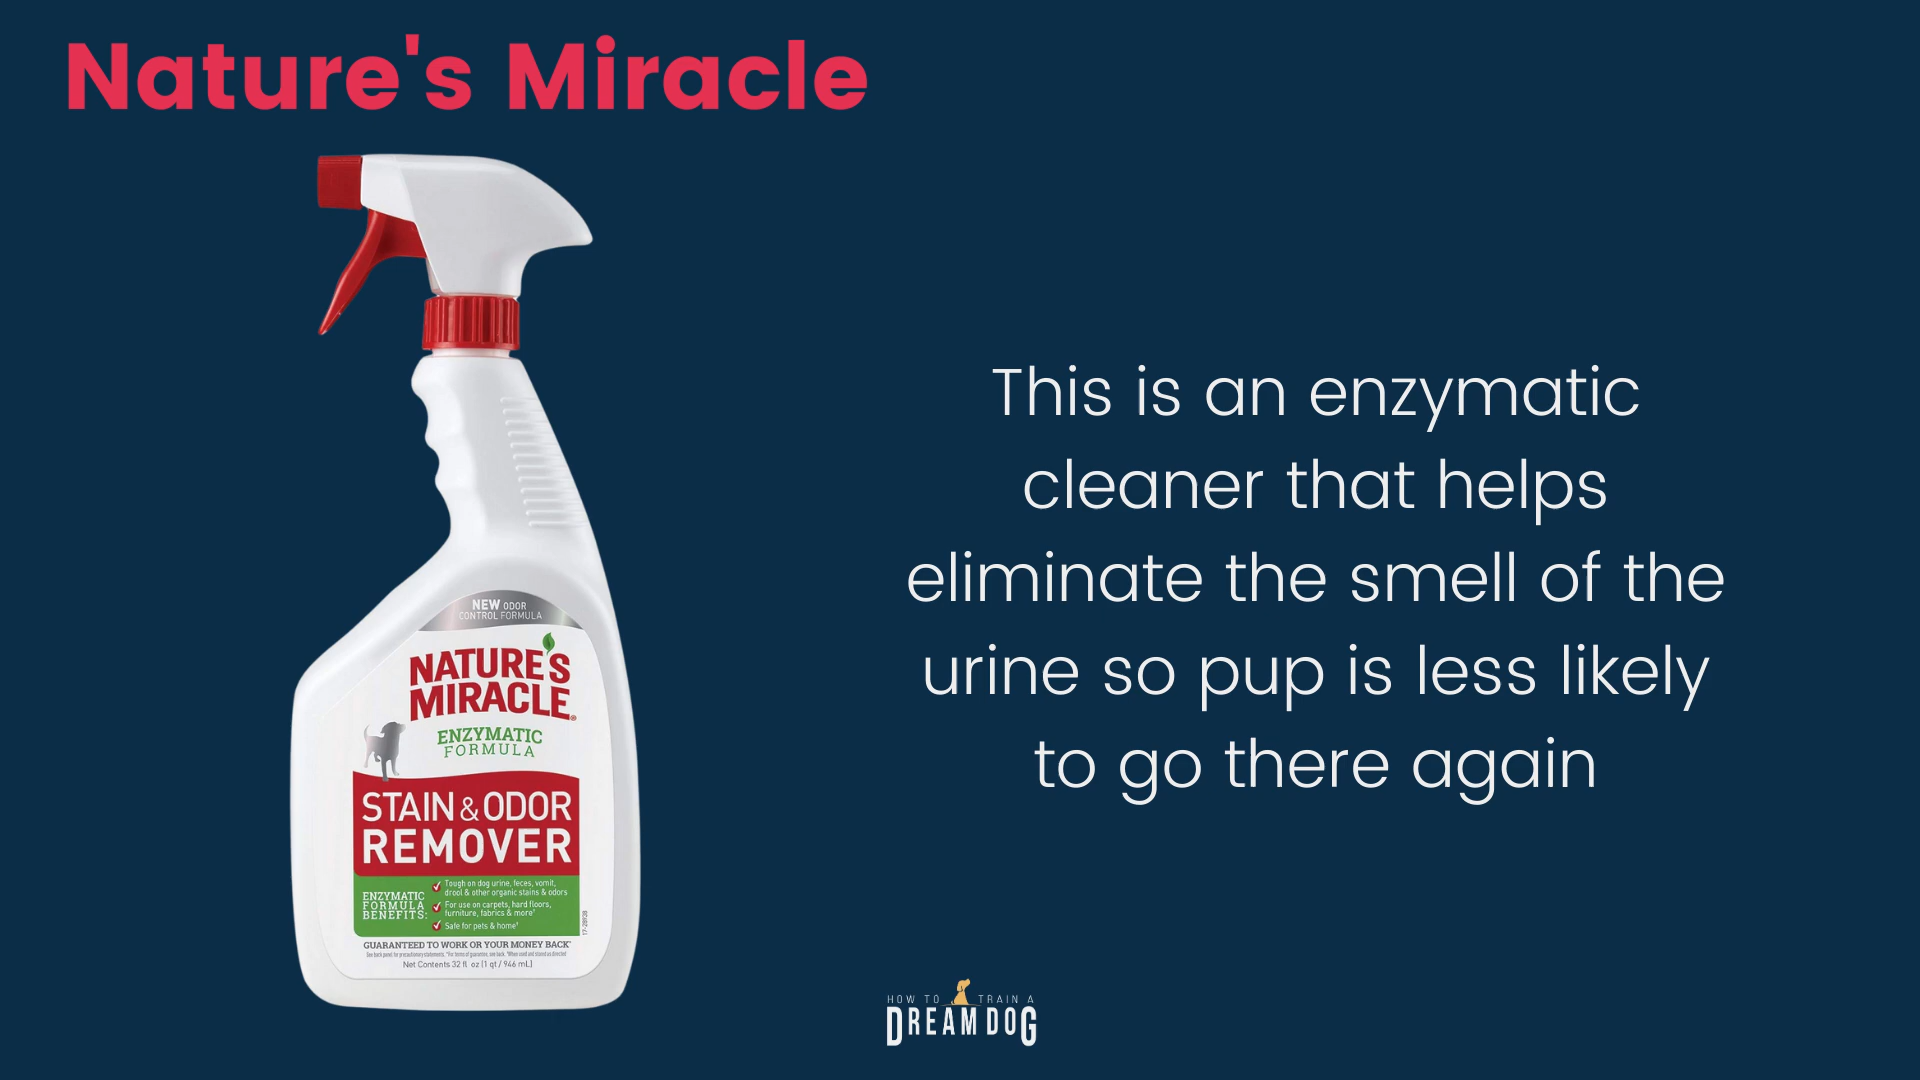 Nature's Miracle
This is an enzymatic
cleaner that helps
eliminate the smell of the
urine so pup is less likely
to go there again
NEW ODOR
CONTROL FORMULA
NATURE'S
MIRACLE®
ENZYMATIC
FORMULA
STAIN & ODOR
REMOVER
ENZYMATIC
FORMULA
BENEFITS:
Tough on dog urine, feces, vomit,
drool & other organic stains & odors
For use on carpets, hard floors,
furniture, fabrics & more†
Safe for pets & home†
GUARANTEED TO WORK OR YOUR MONEY BACK*
Net Contents 32 fl oz (1 qt / 946 mL)
HOW TO TRAIN A
DREAM DOG